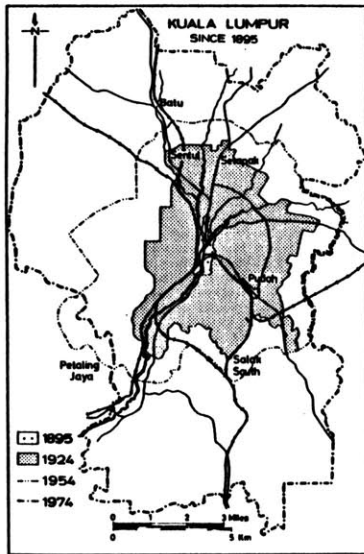 KUALA LUMPUR
SINCE 1895
N
Batu
Sentul
Setapak
Pudoh
Petaling
Jaya
Salak
South
1895
1924
1954
1974
0 2 3 Miles
0 5 Km